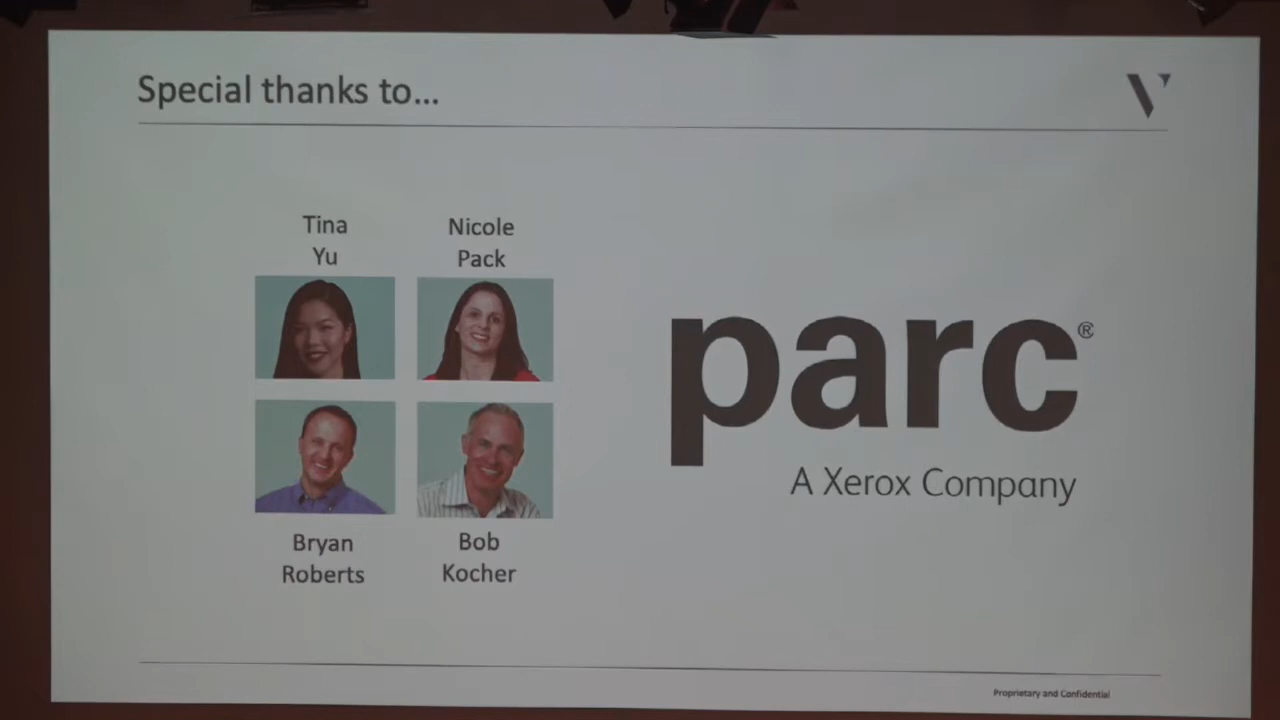 Special thanks to...
Tina
Yu
Nicole
Pack
Bryan
Roberts
Bob
Kocher
parc®
A Xerox Company
Proprietary and Confidential